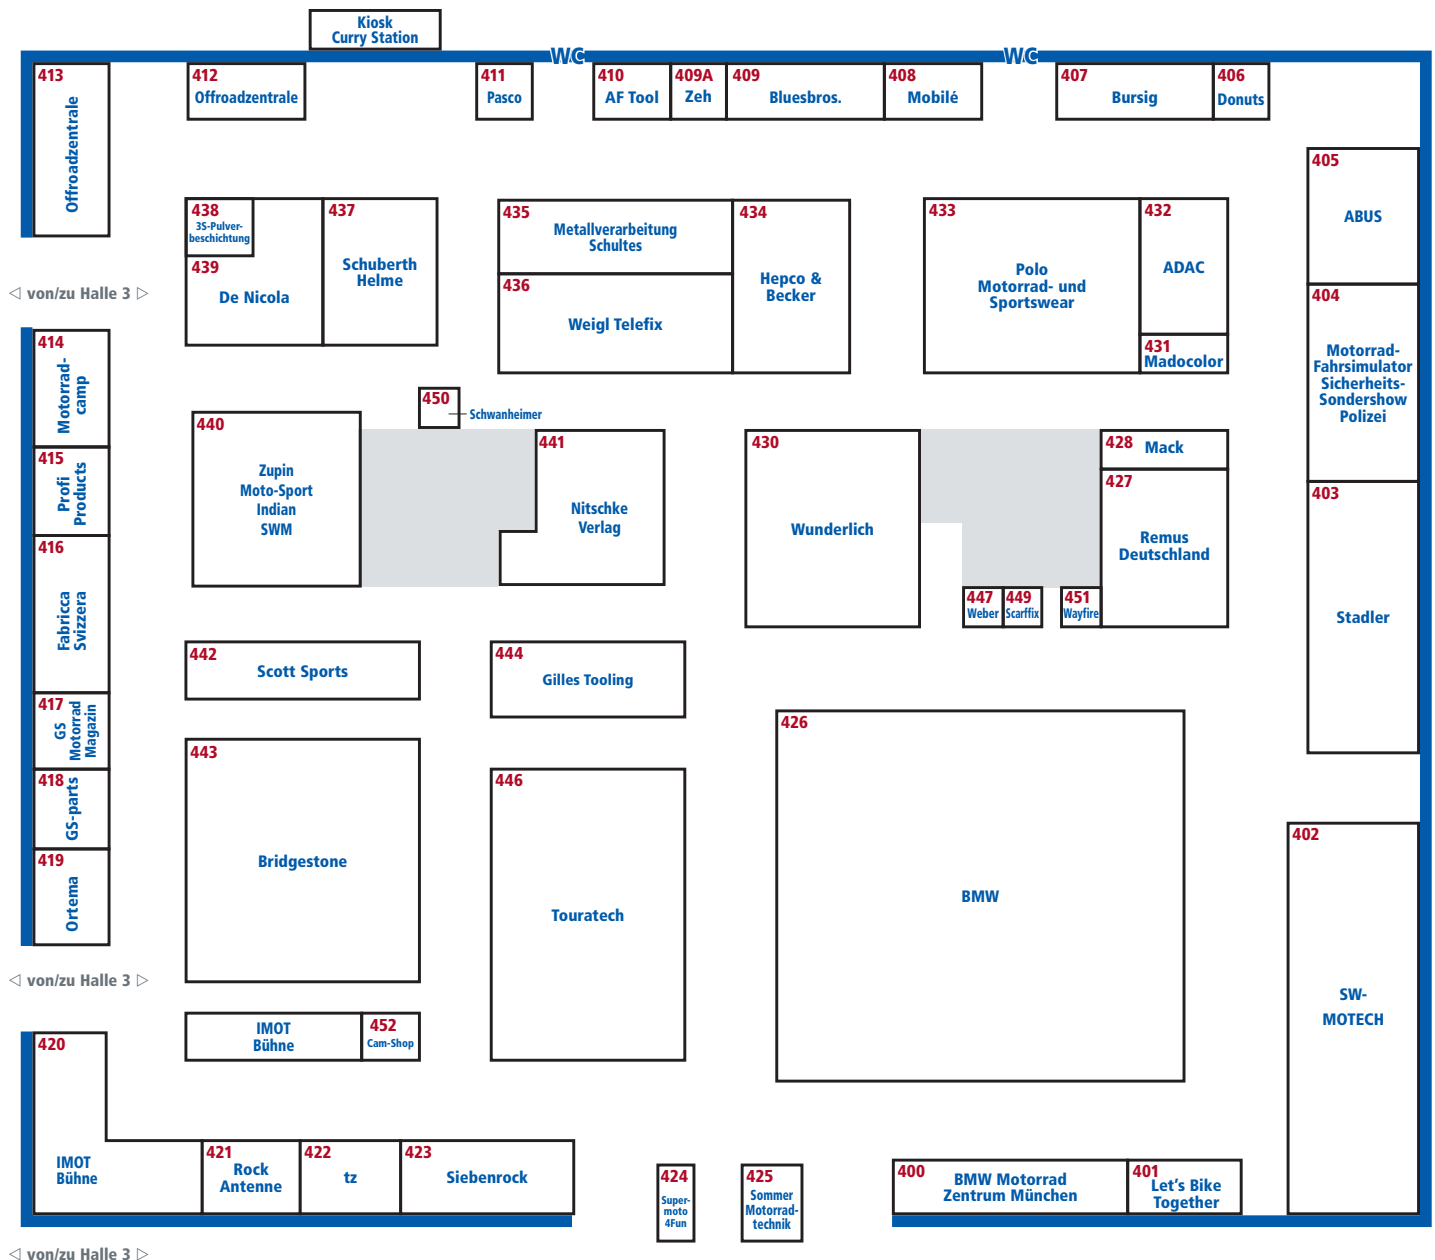 Kiosk
Curry Station
WC
WC
413
Offroadzentrale
412
Offroadzentrale
411
Pasco
410
AF Tool
409A
Zeh
409
Bluesbros.
408
Mobilé
407
Bursig
406
Donuts
405
ABUS
438
3S-Pulver-
beschichtung
439
De Nicola
437
Schuberth
Helme
435
Metallverarbeitung
Schultes
436
Weigl Telefix
434
Hepco &
Becker
433
Polo
Motorrad- und
Sportswear
432
ADAC
431
Madocolor
404
Motorrad-
Fahrsimulator
Sicherheits-
Sondershow
Polizei
◁ von/zu Halle 3 ▷
414
Motorrad-
camp
415
Profi
Products
416
Fabricca
Svizzera
417
GS
Motorrad
Magazin
418
GS-parts
419
Ortema
450
Schwanheimer
440
Zupin
Moto-Sport
Indian
SWM
441
Nitschke
Verlag
430
Wunderlich
428
Mack
427
Remus
Deutschland
447
Weber
449
Scarffix
451
Wayfire
403
Stadler
442
Scott Sports
444
Gilles Tooling
443
Bridgestone
446
Touratech
426
BMW
402
SW-
MOTECH
◁ von/zu Halle 3 ▷
IMOT
Bühne
452
Cam-Shop
420
IMOT
Bühne
421
Rock
Antenne
422
tz
423
Siebenrock
424
Super-
moto
4Fun
425
Sommer
Motorrad-
technik
400
BMW Motorrad
Zentrum München
401
Let's Bike
Together
◁ von/zu Halle 3 ▷